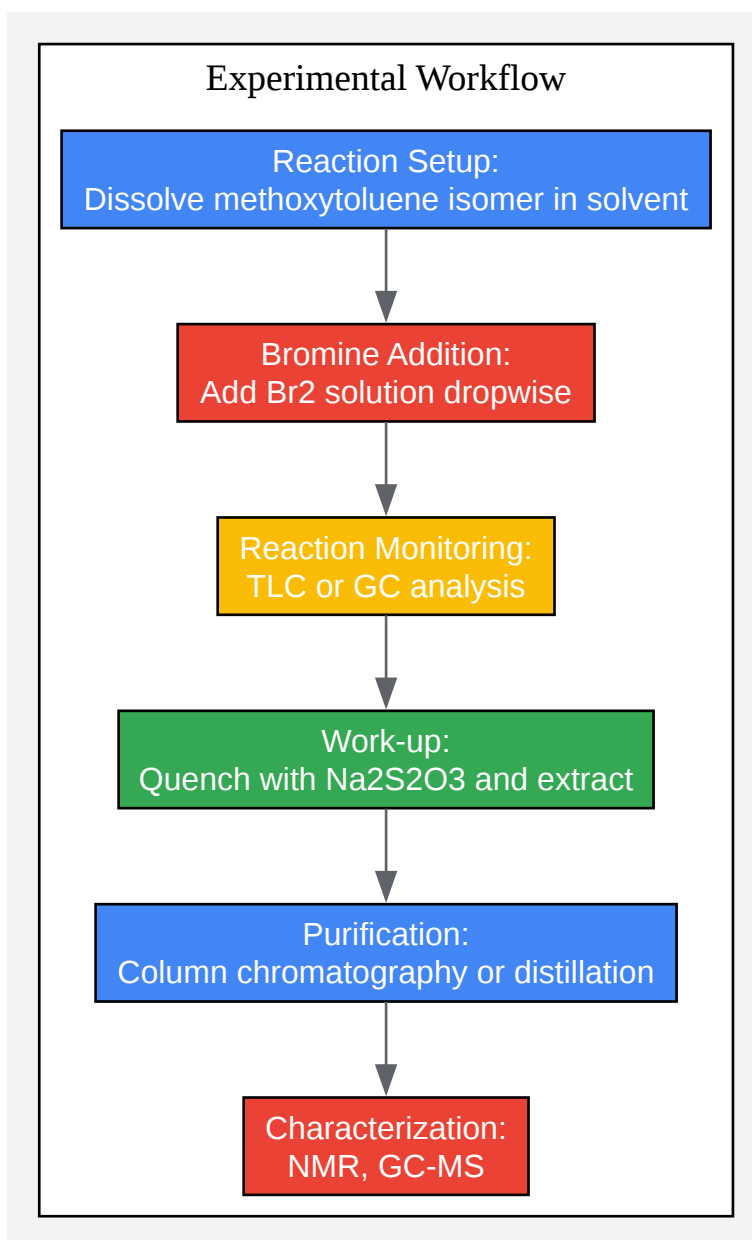 Experimental Workflow
Reaction Setup:
Dissolve methoxytoluene isomer in solvent
Bromine Addition:
Add Br2 solution dropwise
Reaction Monitoring:
TLC or GC analysis
Work-up:
Quench with Na2S2O3 and extract
Purification:
Column chromatography or distillation
Characterization:
NMR, GC-MS